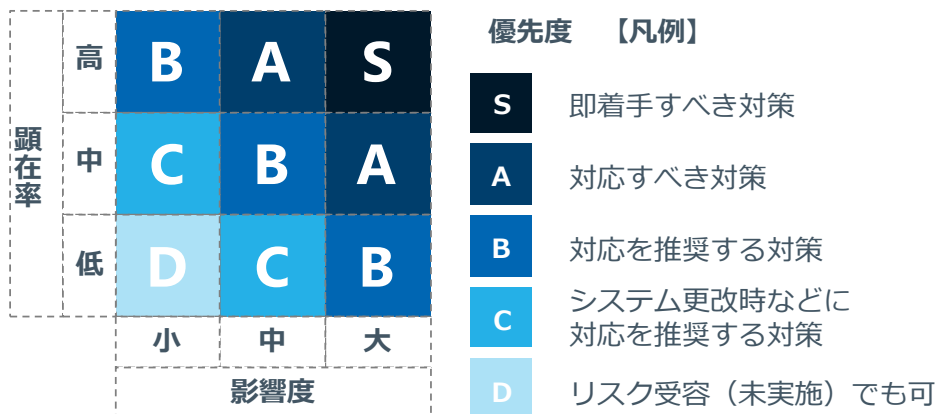 顕在率
高
B A S
中
C B A
低
D C B
小 中 大
影響度
優先度 【凡例】
S 即着手すべき対策
A 対応すべき対策
B 対応を推奨する対策
C システム更改時などに
対応を推奨する対策
D リスク受容（未実施）でも可